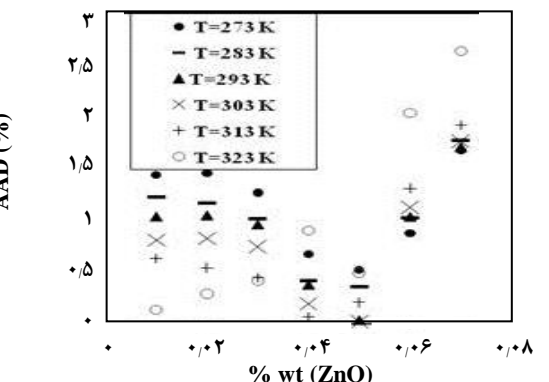 ۳
۲٫۵
۲
۱٫۵
۱
۰٫۵
۰
AAD (%)
● T=273 K
− T=283 K
▲ T=293 K
× T=303 K
+ T=313 K
○ T=323 K
۰ ۰٫۰۲ ۰٫۰۴ ۰٫۰۶ ۰٫۰۸
% wt (ZnO)